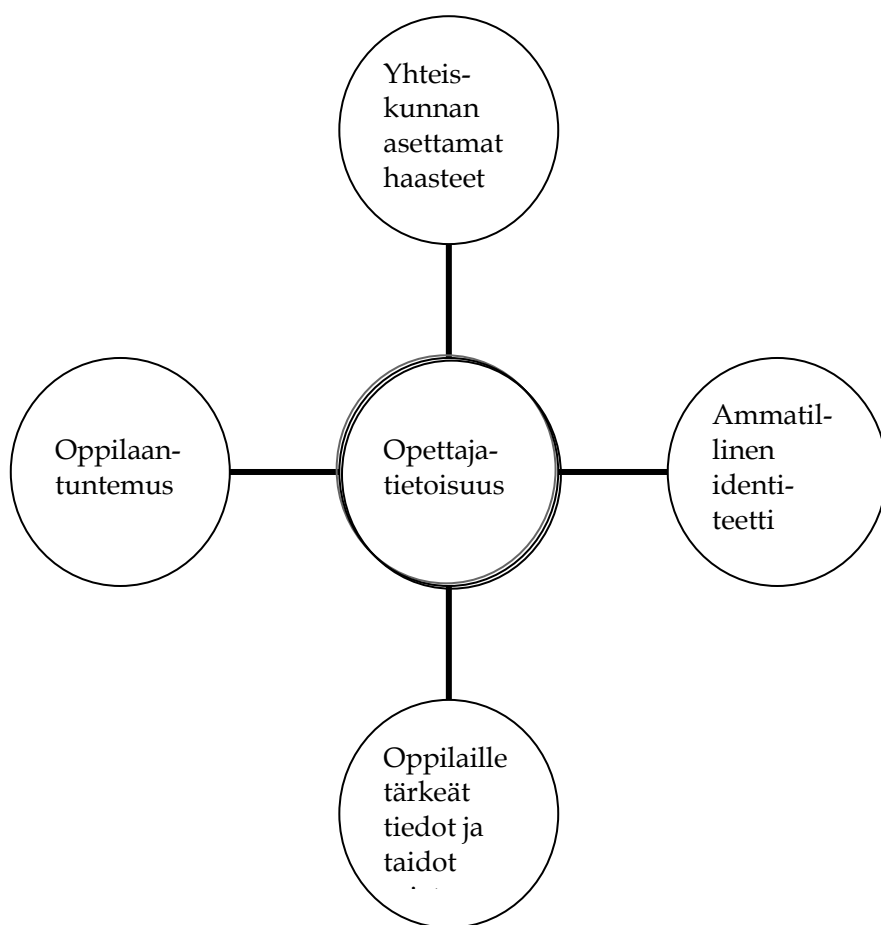 Yhteis-
kunnan
asettamat
haasteet
Oppilaan-
tuntemus
Opettaja-
tietoisuus
Ammatil-
linen
identi-
teetti
Oppilaille
tärkeät
tiedot ja
taidot